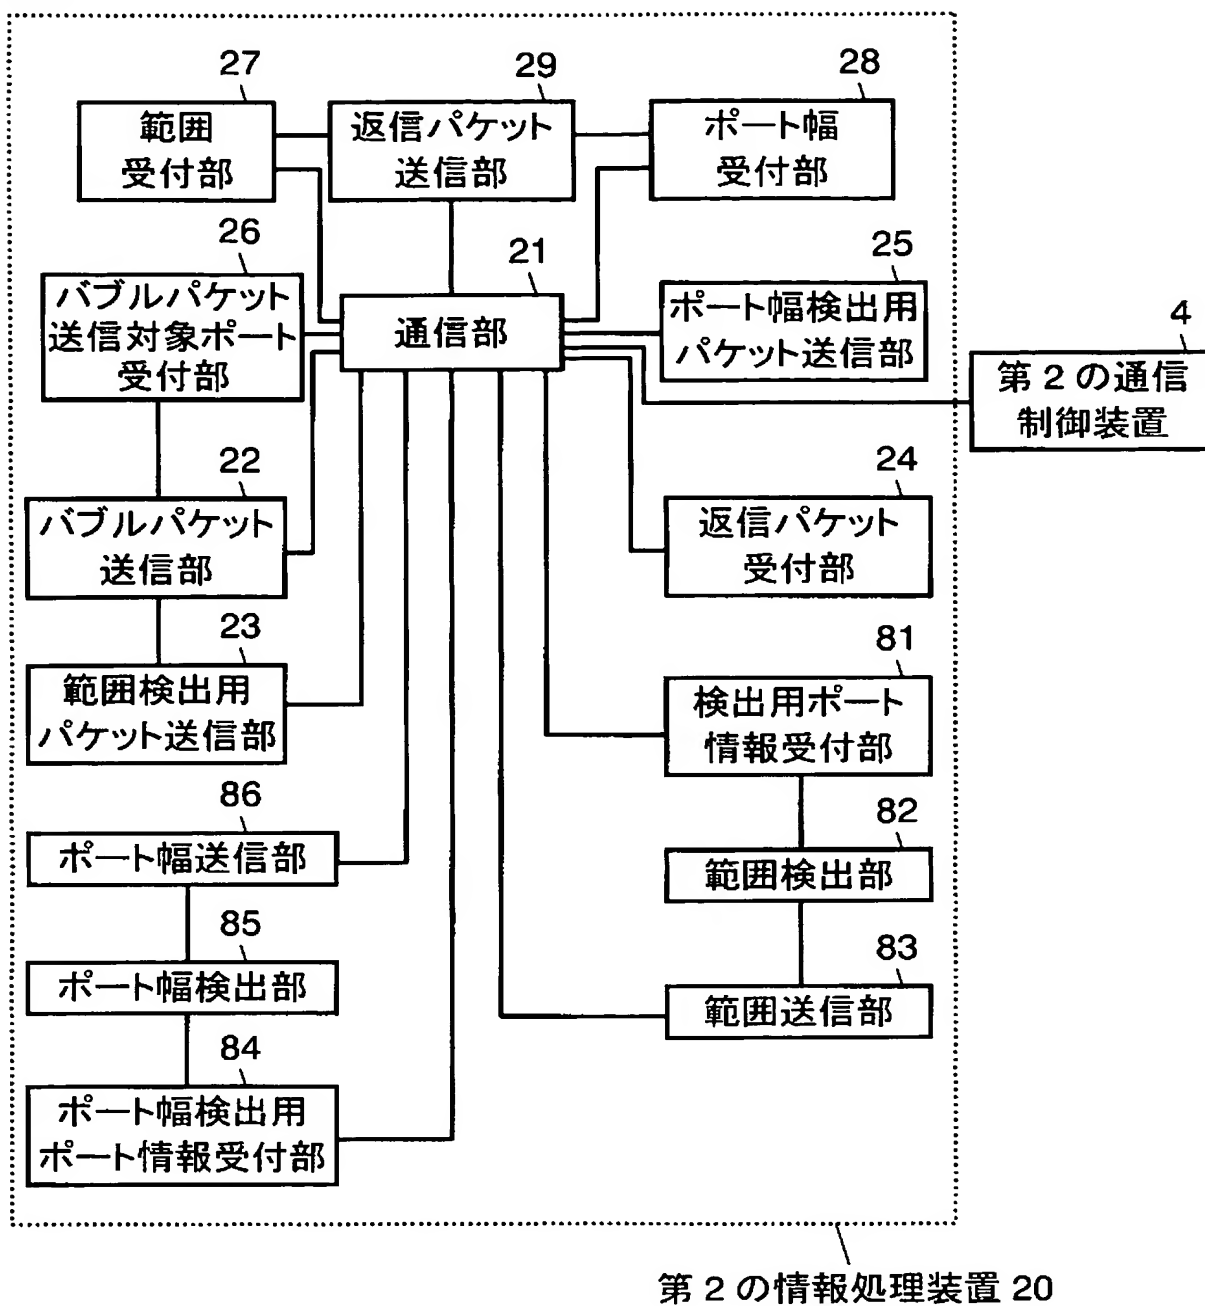 27
範囲
受付部
29
返信パケット
送信部
28
ポート幅
受付部
26
バブルパケット
送信対象ポート
受付部
21
通信部
25
ポート幅検出用
パケット送信部
4
第2の通信
制御装置
22
バブルパケット
送信部
24
返信パケット
受付部
23
範囲検出用
パケット送信部
81
検出用ポート
情報受付部
86
ポート幅送信部
82
範囲検出部
85
ポート幅検出部
83
範囲送信部
84
ポート幅検出用
ポート情報受付部
第2の情報処理装置 20